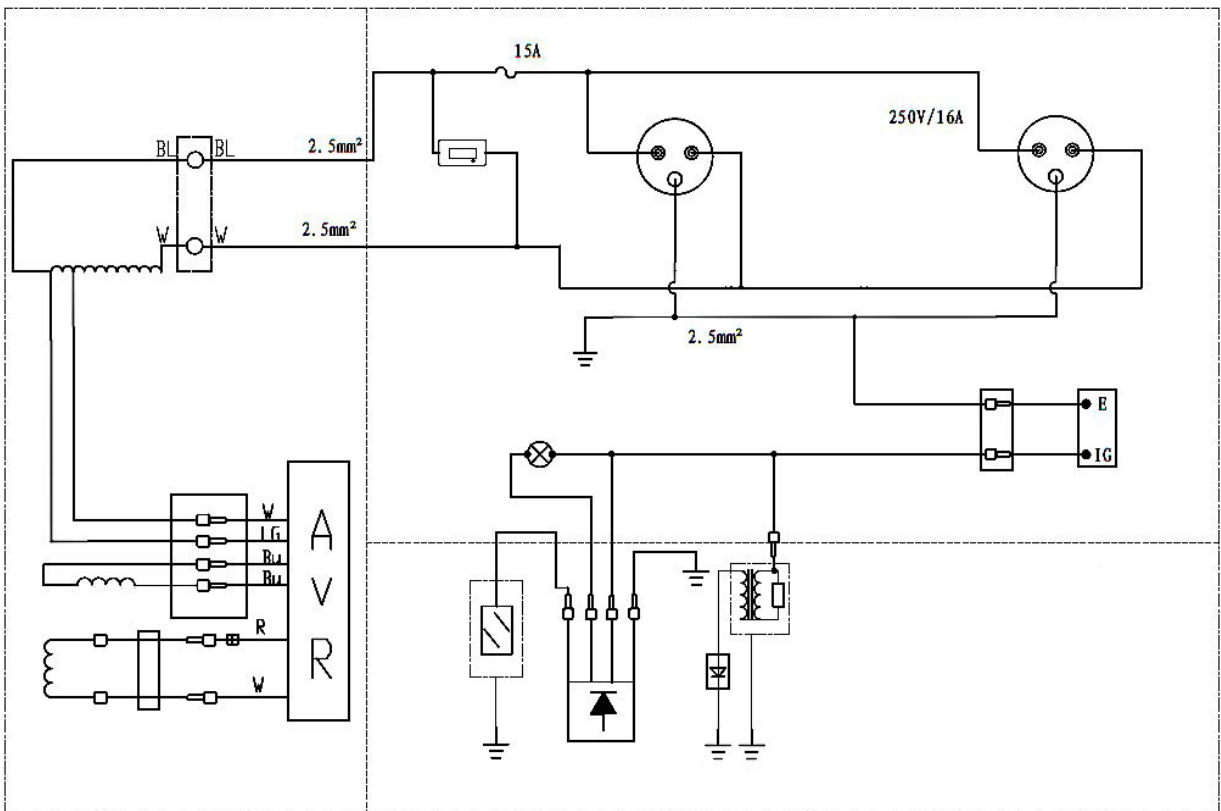 15A
250V/16A
BL BL 2.5mm²
W W 2.5mm²
2.5mm²
E
IG
W
LG
Bu
Bu
R
W
A
V
R